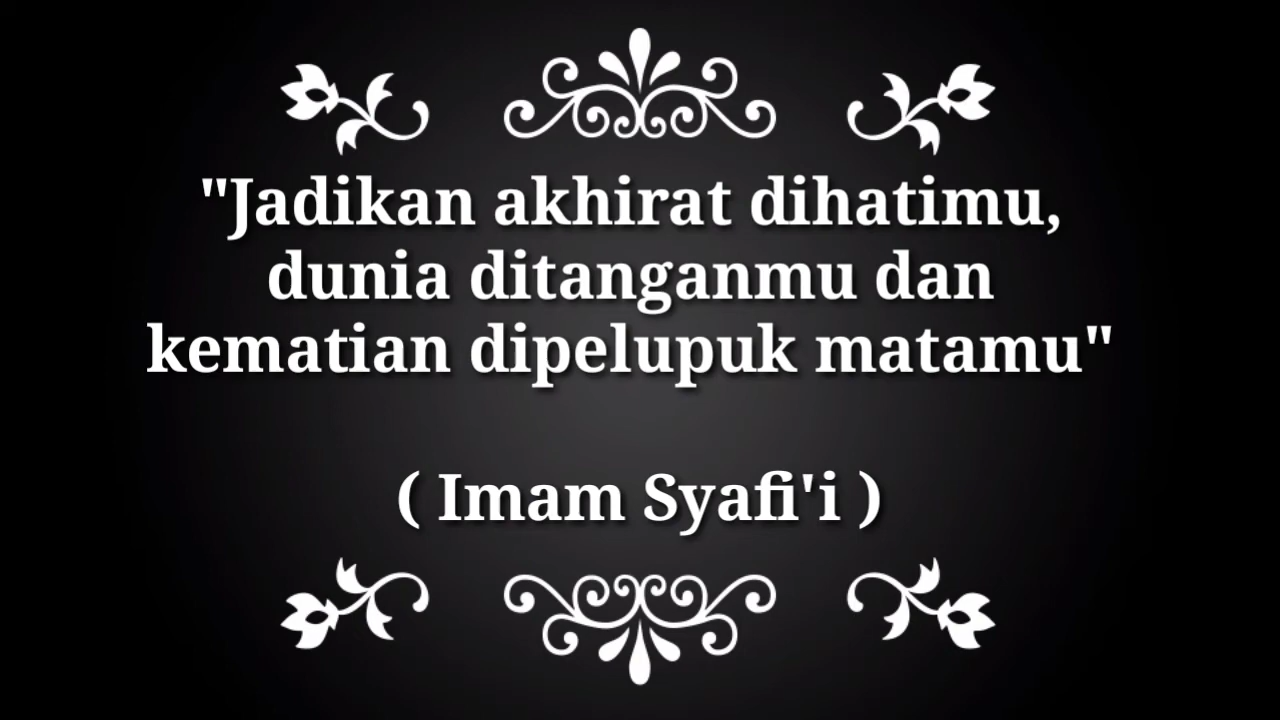 "Jadikan akhirat dihatimu,
dunia ditanganmu dan
kematian dipelupuk matamu"
( Imam Syafi'i )